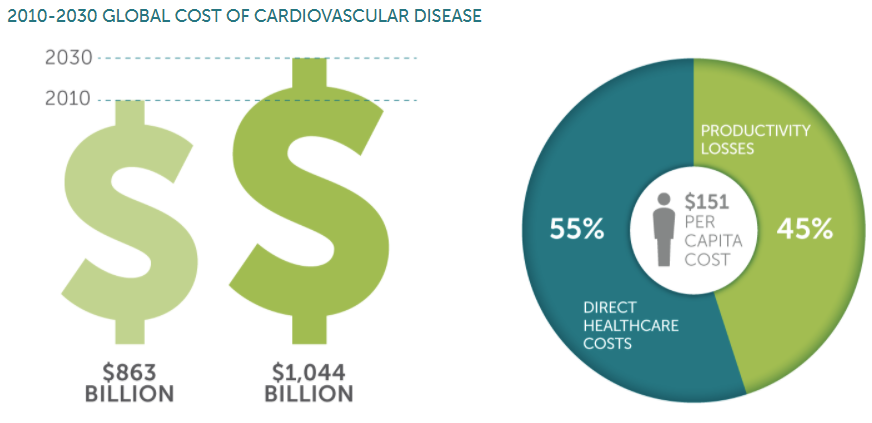 2010-2030 GLOBAL COST OF CARDIOVASCULAR DISEASE
2030
2010
$863
BILLION
$1,044
BILLION
PRODUCTIVITY
LOSSES
$151
PER
CAPITA
COST
55%
45%
DIRECT
HEALTHCARE
COSTS